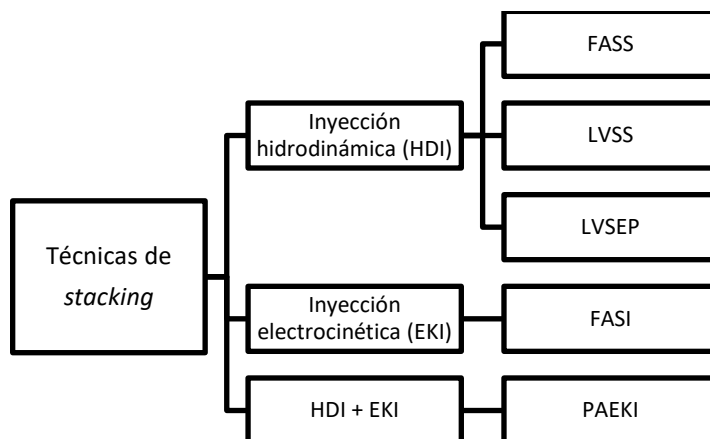 Técnicas de
stacking
Inyección
hidrodinámica (HDI)
FASS
LVSS
LVSEP
Inyección
electrocinética (EKI)
FASI
HDI + EKI
PAEKI